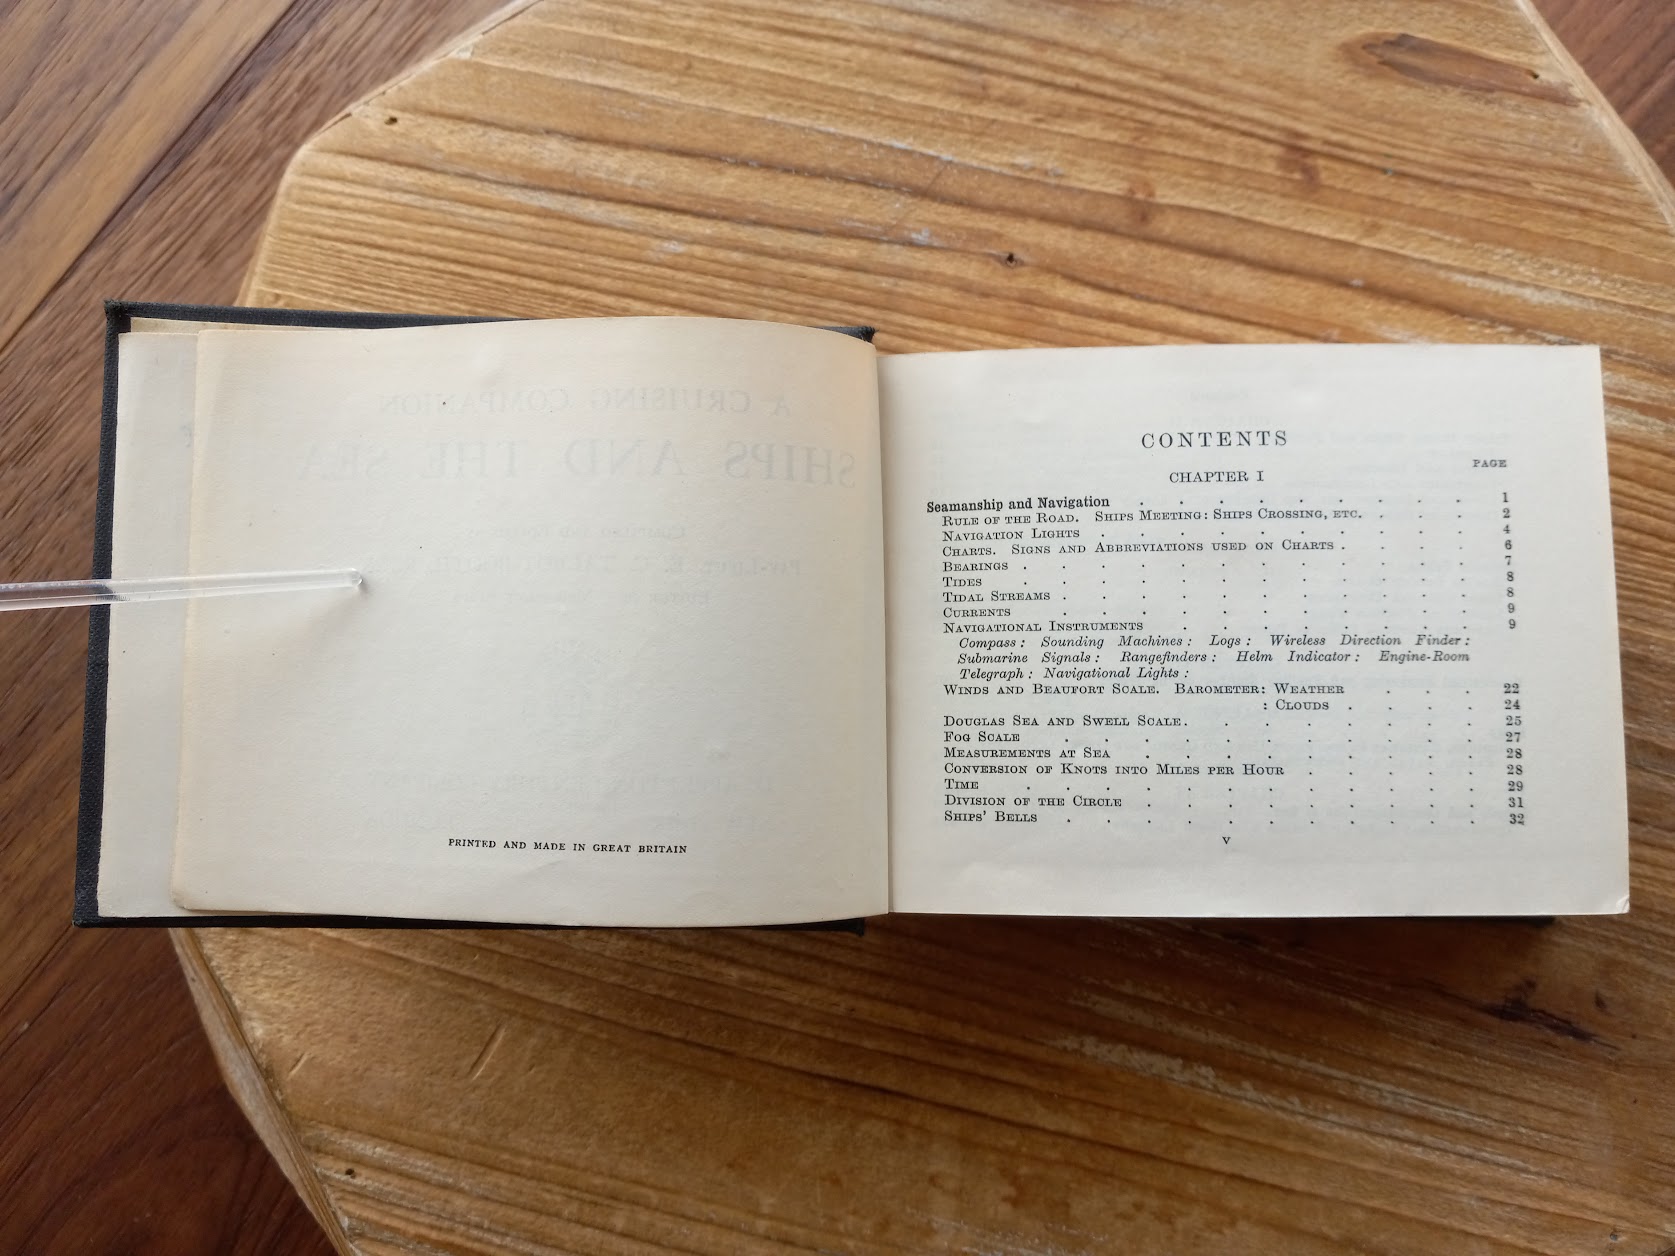 A CRUISING COMPANION
SHIPS AND THE SEA
PRINTED AND MADE IN GREAT BRITAIN
CONTENTS
PAGE
CHAPTER I
Seamanship and Navigation . . . . . . . . . 1
RULE OF THE ROAD. SHIPS MEETING: SHIPS CROSSING, ETC. . . . 2
NAVIGATION LIGHTS . . . . . . . . . . 4
CHARTS. SIGNS AND ABBREVIATIONS USED ON CHARTS . . . . 6
BEARINGS . . . . . . . . . . . . 7
TIDES . . . . . . . . . . . . 8
TIDAL STREAMS . . . . . . . . . . . 8
CURRENTS . . . . . . . . . . . 9
NAVIGATIONAL INSTRUMENTS . . . . . . . . 9
Compass: Sounding Machines: Logs: Wireless Direction Finder:
Submarine Signals: Rangefinders: Helm Indicator: Engine-Room
Telegraph: Navigational Lights:
WINDS AND BEAUFORT SCALE. BAROMETER: WEATHER . . . 22
: CLOUDS . . . . 24
DOUGLAS SEA AND SWELL SCALE . . . . . . . . 25
FOG SCALE . . . . . . . . . . . 27
MEASUREMENTS AT SEA . . . . . . . . . 28
CONVERSION OF KNOTS INTO MILES PER HOUR . . . . . 28
TIME . . . . . . . . . . . . 29
DIVISION OF THE CIRCLE . . . . . . . . . 31
SHIPS' BELLS . . . . . . . . . . . 32
v